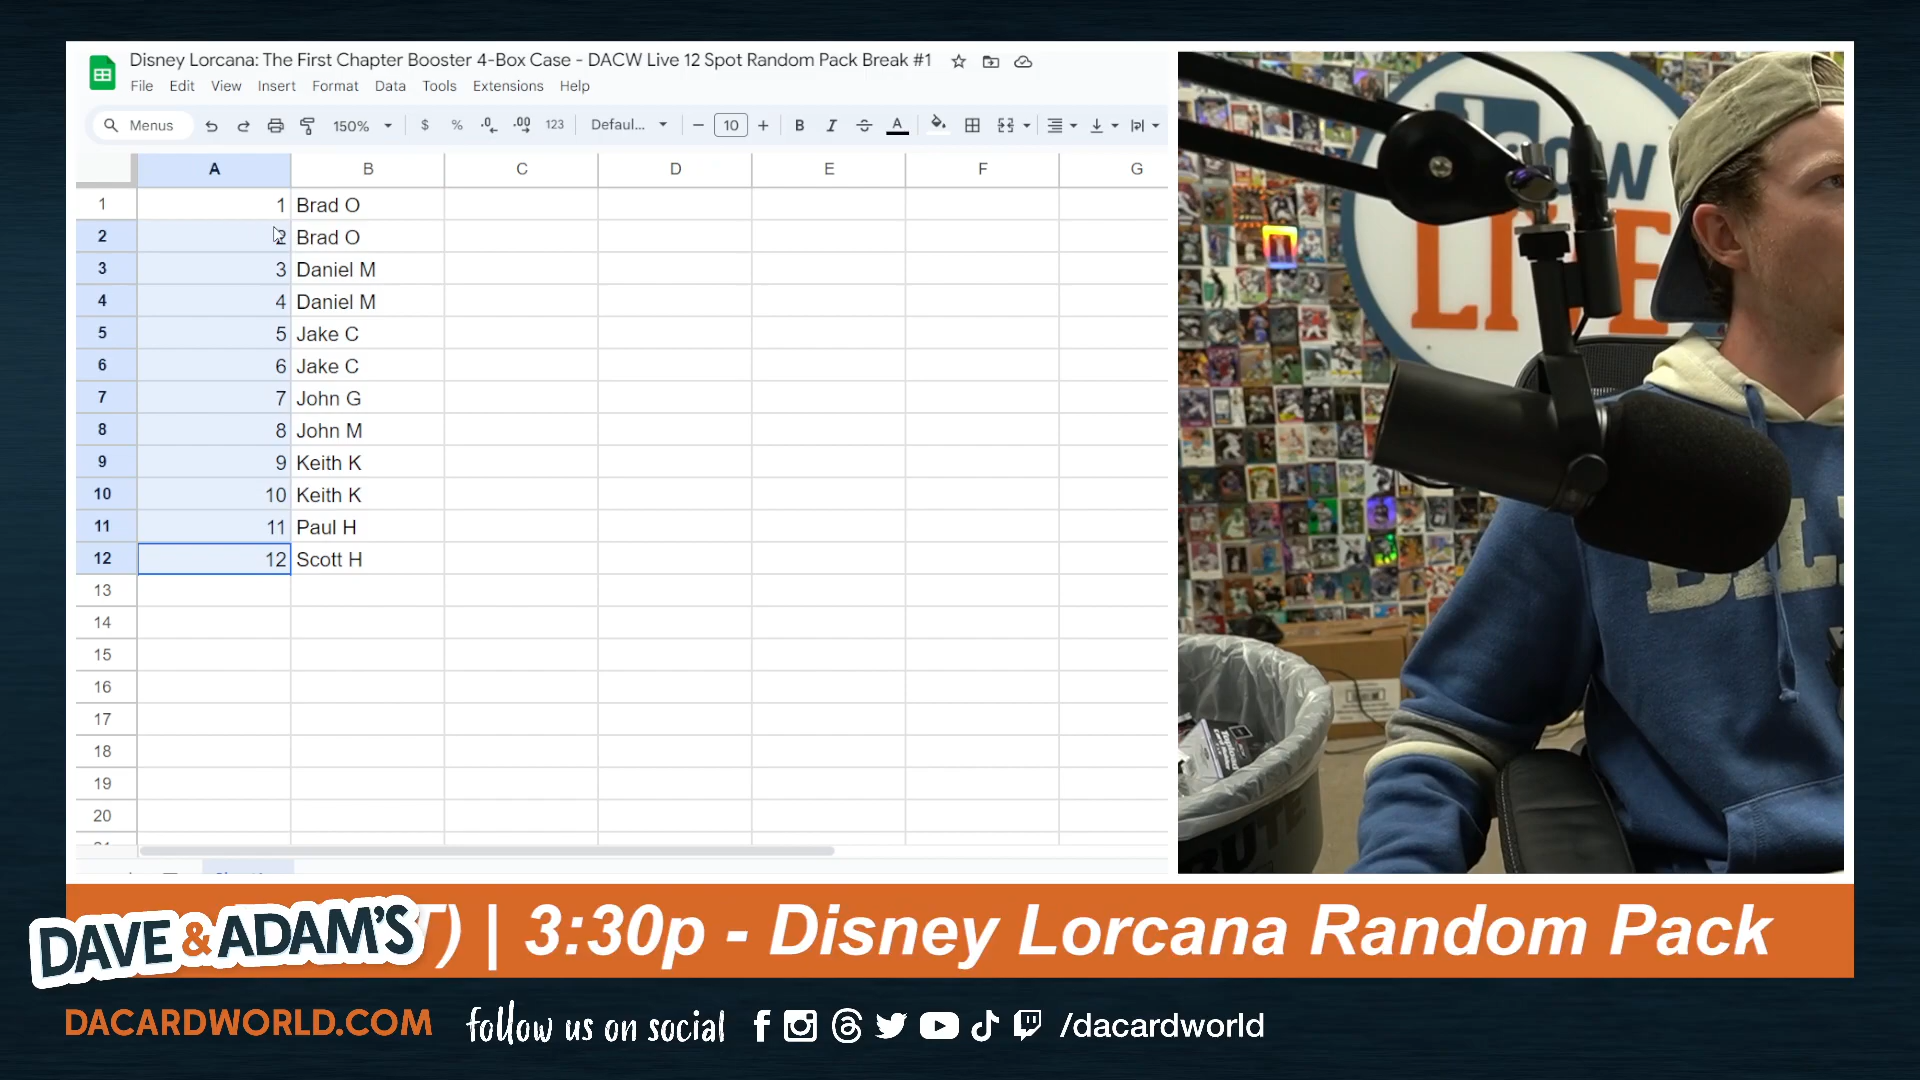 Disney Lorcana: The First Chapter Booster 4-Box Case - DACW Live 12 Spot Random Pack Break #1
File Edit View Insert Format Data Tools Extensions Help
Menus 150% $ % .0 .00 123 Defaul... 10 B I A
A B C D E F G
1 1 Brad O
2 2 Brad O
3 3 Daniel M
4 4 Daniel M
5 5 Jake C
6 6 Jake C
7 7 John G
8 8 John M
9 9 Keith K
10 10 Keith K
11 11 Paul H
12 12 Scott H
13
14
15
16
17
18
19
20
LIVE
DAVE & ADAM'S
T) | 3:30p - Disney Lorcana Random Pack
DACARDWORLD.COM follow us on social /dacardworld